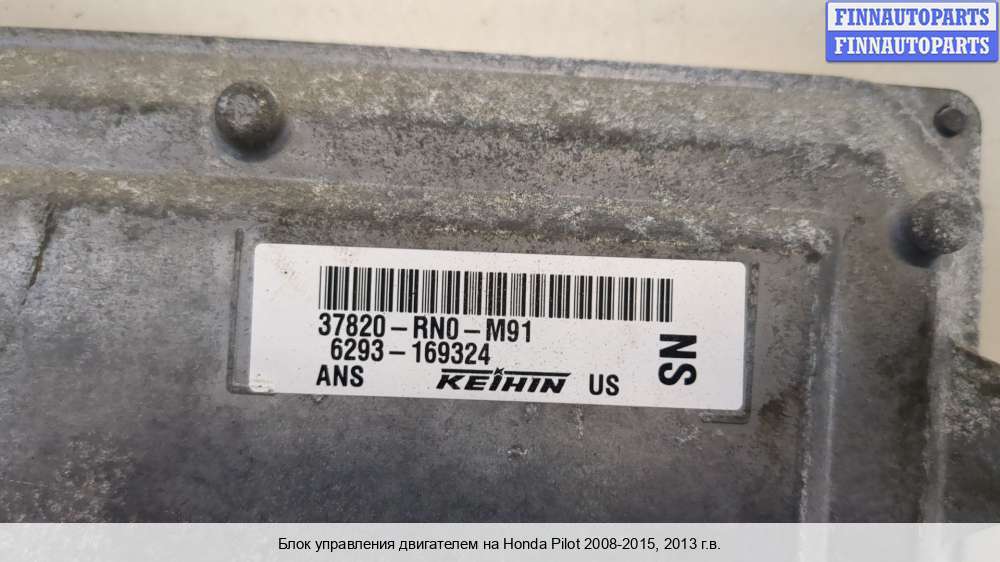 FINNAUTOPARTS
FINNAUTOPARTS
37820-RN0-M91
6293-169324
ANS KEIHIN US
SN
Блок управления двигателем на Honda Pilot 2008-2015, 2013 г.в.